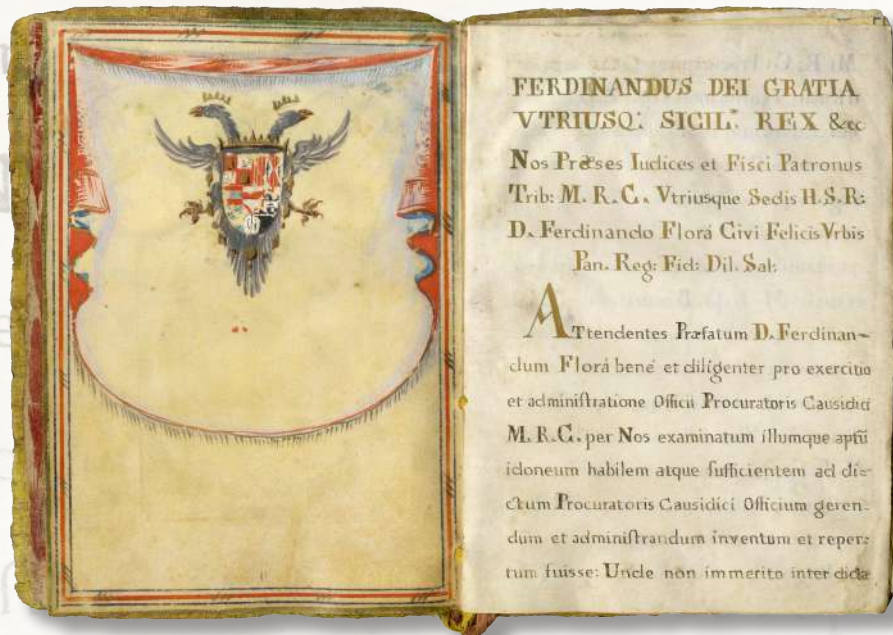 FERDINANDUS DEI GRATIA
VTRIUSQ: SICIL: REX &cc
Nos Præses Iudices et Fisci Patronus
Trib: M. R. C. Vtriusque Sedis H. S. R:
D. Ferdinando Florá Civi Felicis Vrbis
Pan. Reg: Fid: Dil. Sal:
ATtendentes Præfatum D. Ferdinan-
dum Florá bené et diligenter pro exercitio
et adminiſtratione Officii Procuratoris Causidici
M. R. C. per Nos examinatum illumque aptũ
idoneum habilem atque ſufficientem ad di=
ctum Procuratoris Causidici Officium geren=
dum et adminiſtrandum inventum et reper=
tum fuisse: Unde non immerito inter dicta